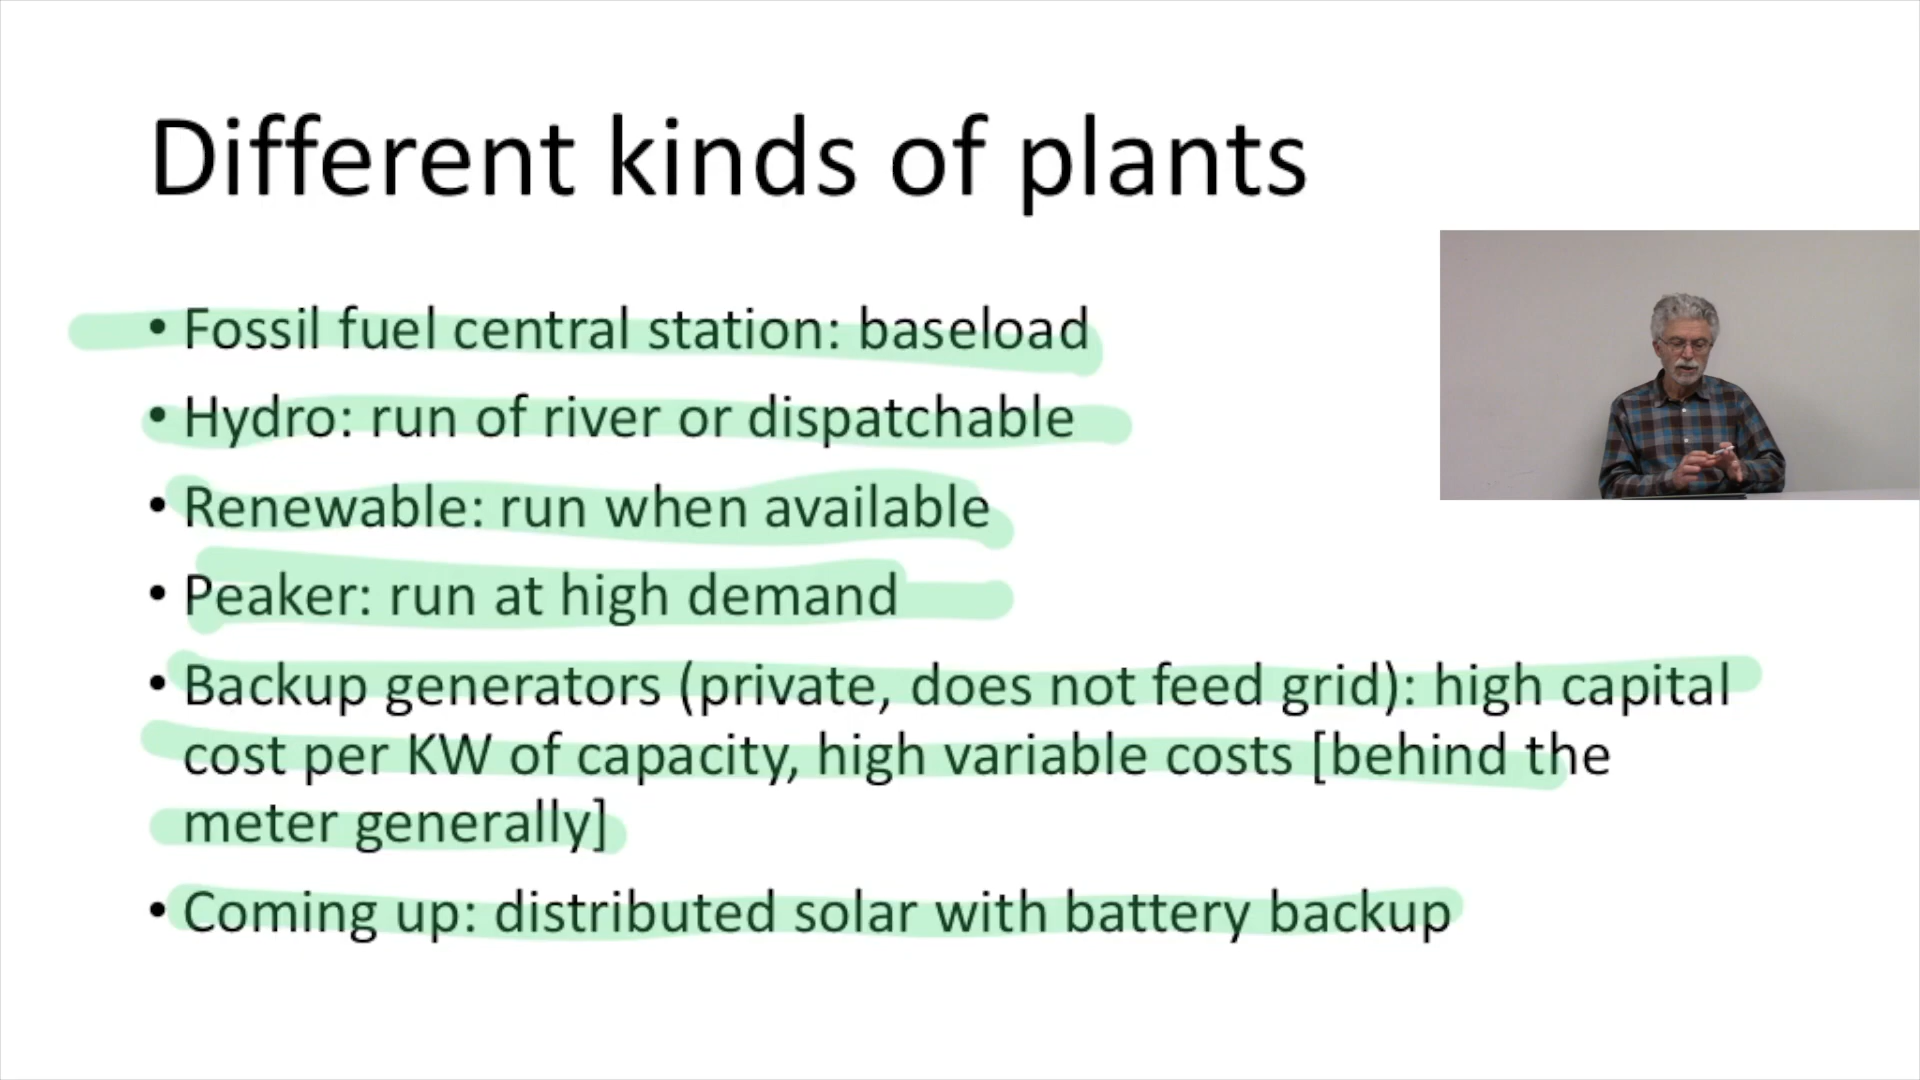 Different kinds of plants
• Fossil fuel central station: baseload
• Hydro: run of river or dispatchable
• Renewable: run when available
• Peaker: run at high demand
• Backup generators (private, does not feed grid): high capital
cost per KW of capacity, high variable costs [behind the
meter generally]
• Coming up: distributed solar with battery backup